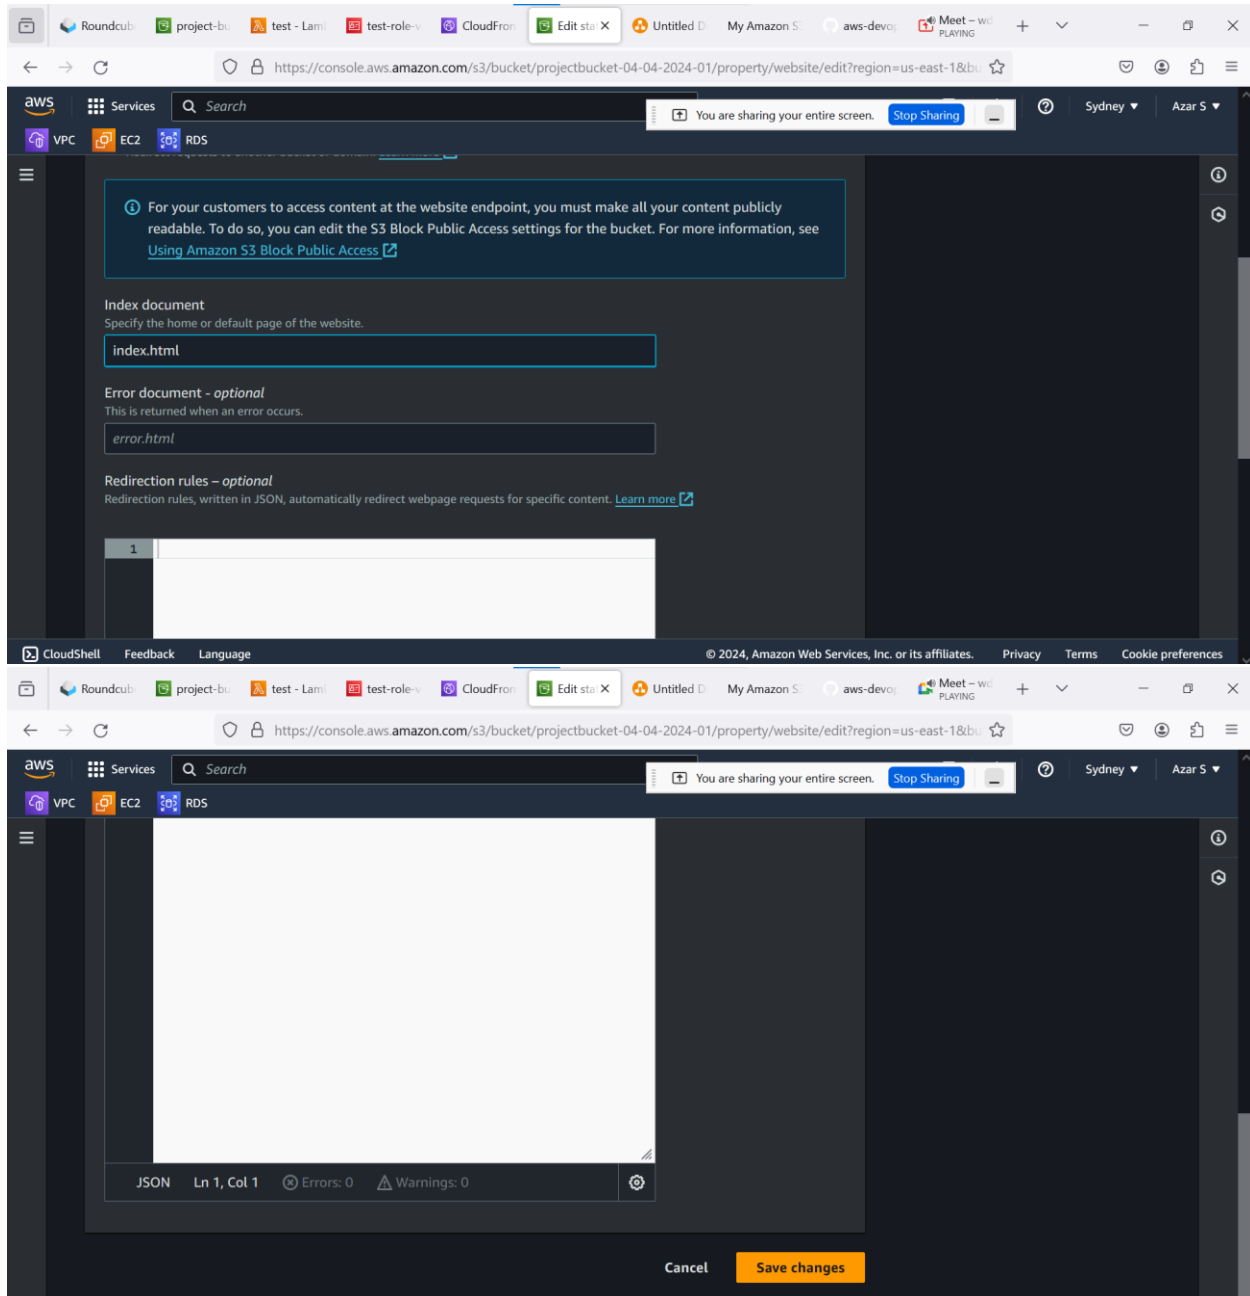 Roundcub
project-bu
test - Lam
test-role-v
CloudFron
Edit sta
Untitled D
My Amazon S
aws-devop
Meet – wd
PLAYING
https://console.aws.amazon.com/s3/bucket/projectbucket-04-04-2024-01/property/website/edit?region=us-east-1&bu
aws
Services
Search
You are sharing your entire screen.
Stop Sharing
Sydney ▼
Azar S ▼
VPC
EC2
RDS
For your customers to access content at the website endpoint, you must make all your content publicly
readable. To do so, you can edit the S3 Block Public Access settings for the bucket. For more information, see
Using Amazon S3 Block Public Access
Index document
Specify the home or default page of the website.
index.html
Error document - optional
This is returned when an error occurs.
error.html
Redirection rules – optional
Redirection rules, written in JSON, automatically redirect webpage requests for specific content. Learn more
1
CloudShell
Feedback
Language
© 2024, Amazon Web Services, Inc. or its affiliates.
Privacy
Terms
Cookie preferences
Roundcub
project-bu
test - Lam
test-role-v
CloudFron
Edit sta
Untitled D
My Amazon S
aws-devop
Meet – wd
PLAYING
https://console.aws.amazon.com/s3/bucket/projectbucket-04-04-2024-01/property/website/edit?region=us-east-1&bu
aws
Services
Search
You are sharing your entire screen.
Stop Sharing
Sydney ▼
Azar S ▼
VPC
EC2
RDS
JSON
Ln 1, Col 1
Errors: 0
Warnings: 0
Cancel
Save changes